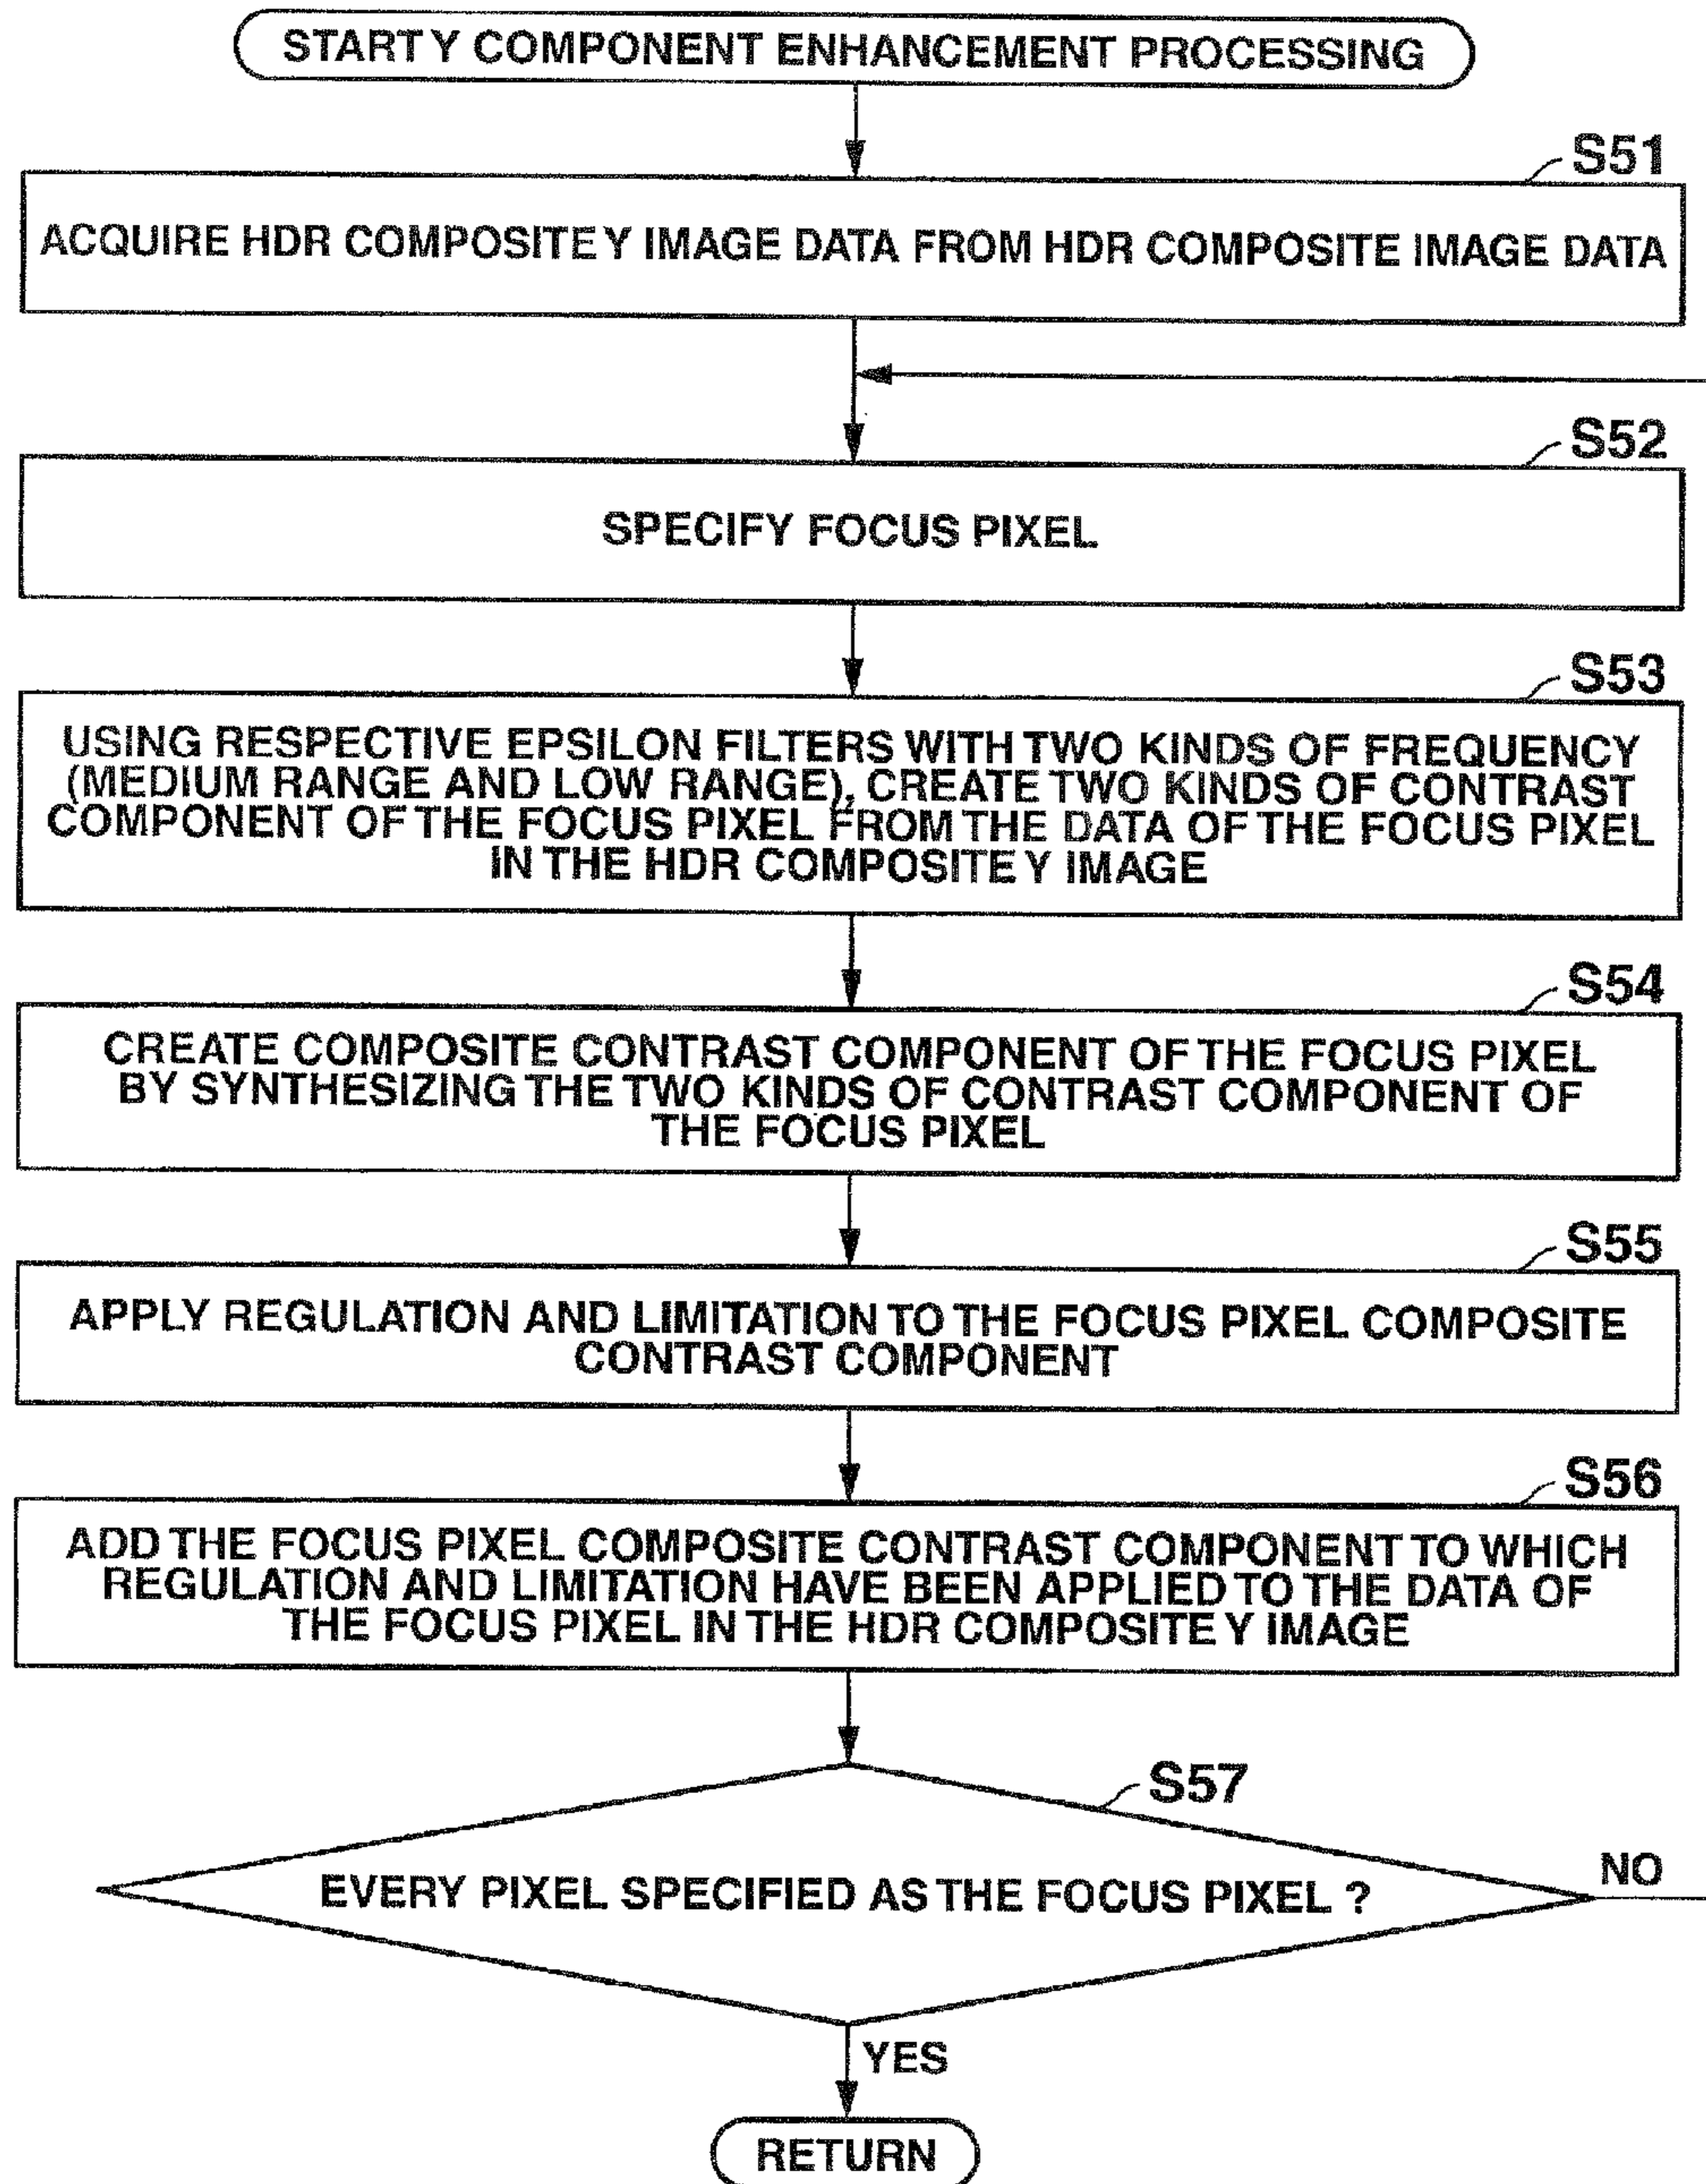 START Y COMPONENT ENHANCEMENT PROCESSING
S51
ACQUIRE HDR COMPOSITE Y IMAGE DATA FROM HDR COMPOSITE IMAGE DATA
S52
SPECIFY FOCUS PIXEL
S53
USING RESPECTIVE EPSILON FILTERS WITH TWO KINDS OF FREQUENCY
(MEDIUM RANGE AND LOW RANGE), CREATE TWO KINDS OF CONTRAST
COMPONENT OF THE FOCUS PIXEL FROM THE DATA OF THE FOCUS PIXEL
IN THE HDR COMPOSITE Y IMAGE
S54
CREATE COMPOSITE CONTRAST COMPONENT OF THE FOCUS PIXEL
BY SYNTHESIZING THE TWO KINDS OF CONTRAST COMPONENT OF
THE FOCUS PIXEL
S55
APPLY REGULATION AND LIMITATION TO THE FOCUS PIXEL COMPOSITE
CONTRAST COMPONENT
S56
ADD THE FOCUS PIXEL COMPOSITE CONTRAST COMPONENT TO WHICH
REGULATION AND LIMITATION HAVE BEEN APPLIED TO THE DATA OF
THE FOCUS PIXEL IN THE HDR COMPOSITE Y IMAGE
S57
EVERY PIXEL SPECIFIED AS THE FOCUS PIXEL ?
NO
YES
RETURN